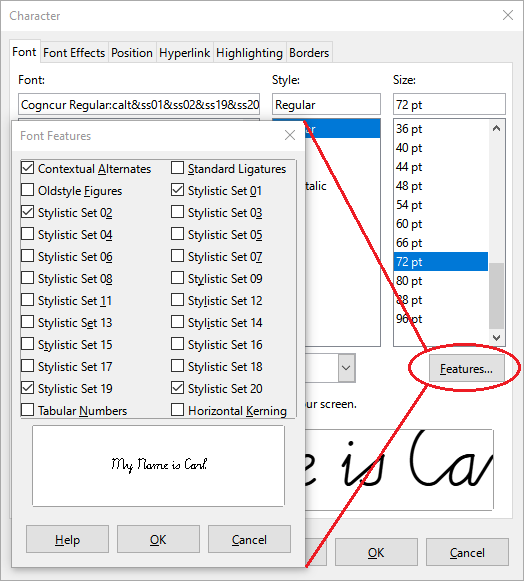 Character
Font Font Effects Position Hyperlink Highlighting Borders
Font: Style: Size:
Cogncur Regular:calt&ss01&ss02&ss19&ss20 Regular 72 pt
36 pt
40 pt
44 pt
48 pt
54 pt
60 pt
66 pt
72 pt
80 pt
88 pt
96 pt
Features...
Font Features
Contextual Alternates Standard Ligatures
Oldstyle Figures Stylistic Set 01
Stylistic Set 02 Stylistic Set 03
Stylistic Set 04 Stylistic Set 05
Stylistic Set 06 Stylistic Set 07
Stylistic Set 08 Stylistic Set 09
Stylistic Set 11 Stylistic Set 12
Stylistic Set 13 Stylistic Set 14
Stylistic Set 15 Stylistic Set 16
Stylistic Set 17 Stylistic Set 18
Stylistic Set 19 Stylistic Set 20
Tabular Numbers Horizontal Kerning
My Name is Carl.
Help OK Cancel
screen.
e is Ca
OK Cancel